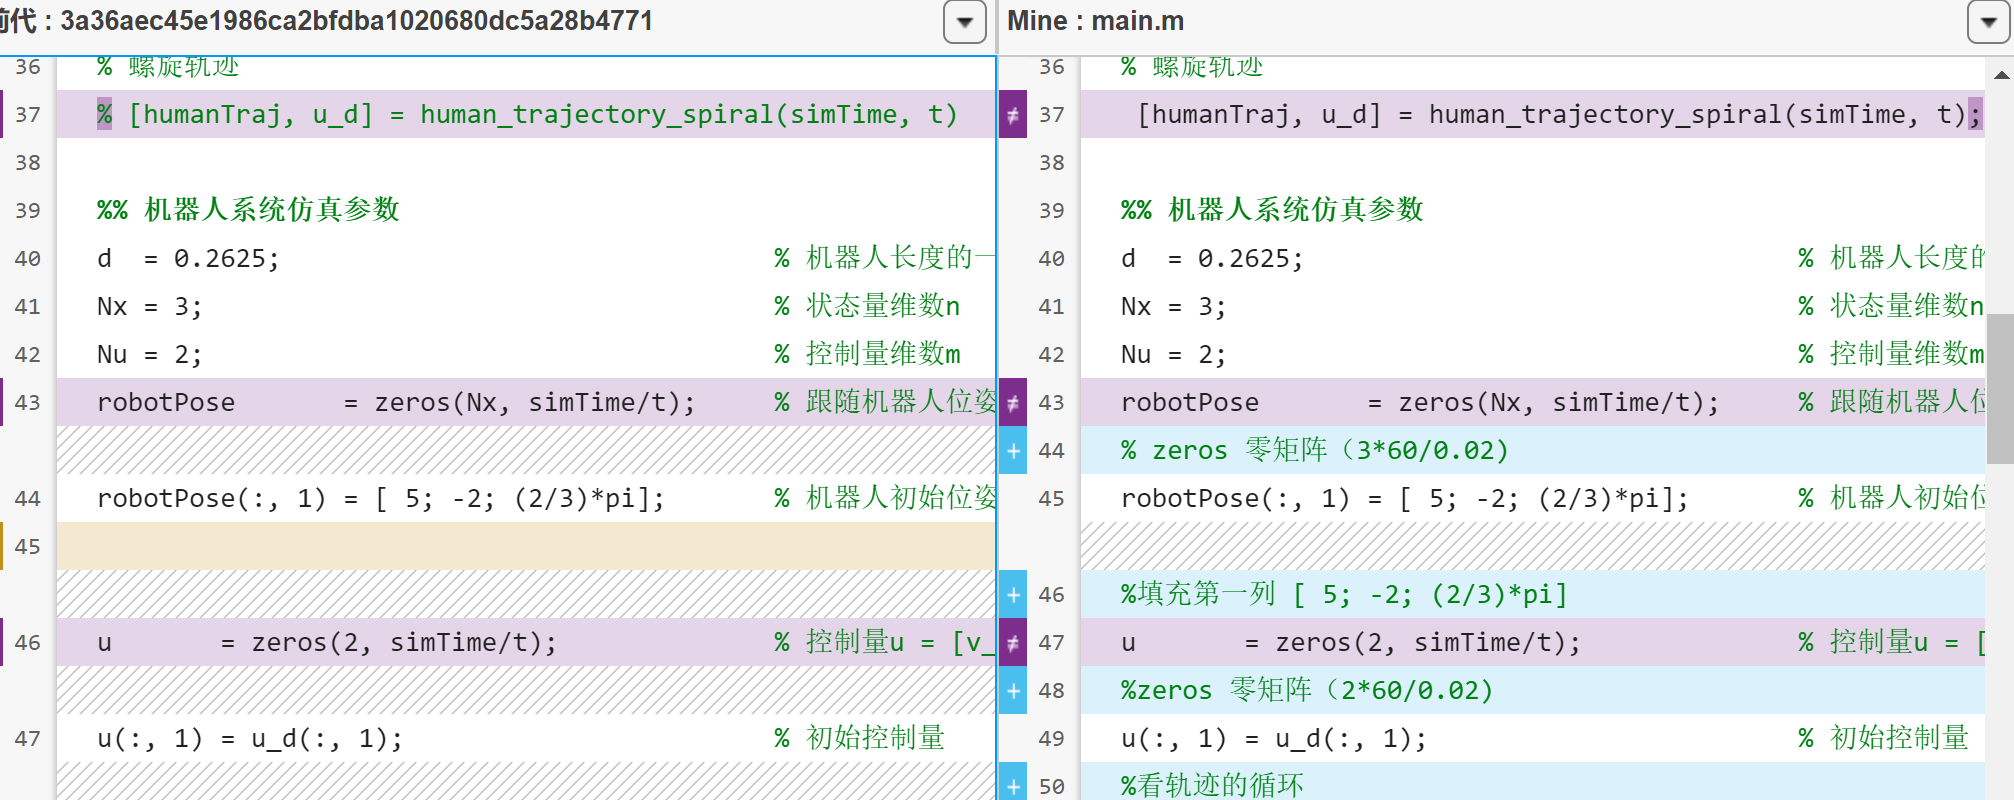 前代 : 3a36aec45e1986ca2bfdba1020680dc5a28b4771
36 % 螺旋轨迹
37 % [humanTraj, u_d] = human_trajectory_spiral(simTime, t)
38
39 %% 机器人系统仿真参数
40 d  = 0.2625; % 机器人长度的一
41 Nx = 3; % 状态量维数n
42 Nu = 2; % 控制量维数m
43 robotPose       = zeros(Nx, simTime/t); % 跟随机器人位姿
44 robotPose(:, 1) = [ 5; -2; (2/3)*pi]; % 机器人初始位姿
45
46 u       = zeros(2, simTime/t); % 控制量u = [v_
47 u(:, 1) = u_d(:, 1); % 初始控制量
Mine : main.m
36 % 螺旋轨迹
≠ 37 [humanTraj, u_d] = human_trajectory_spiral(simTime, t);
38
39 %% 机器人系统仿真参数
40 d  = 0.2625; % 机器人长度的
41 Nx = 3; % 状态量维数n
42 Nu = 2; % 控制量维数m
≠ 43 robotPose       = zeros(Nx, simTime/t); % 跟随机器人位
+ 44 % zeros 零矩阵（3*60/0.02)
45 robotPose(:, 1) = [ 5; -2; (2/3)*pi]; % 机器人初始位
+ 46 %填充第一列 [ 5; -2; (2/3)*pi]
≠ 47 u       = zeros(2, simTime/t); % 控制量u = [
+ 48 %zeros 零矩阵（2*60/0.02)
49 u(:, 1) = u_d(:, 1); % 初始控制量
+ 50 %看轨迹的循环